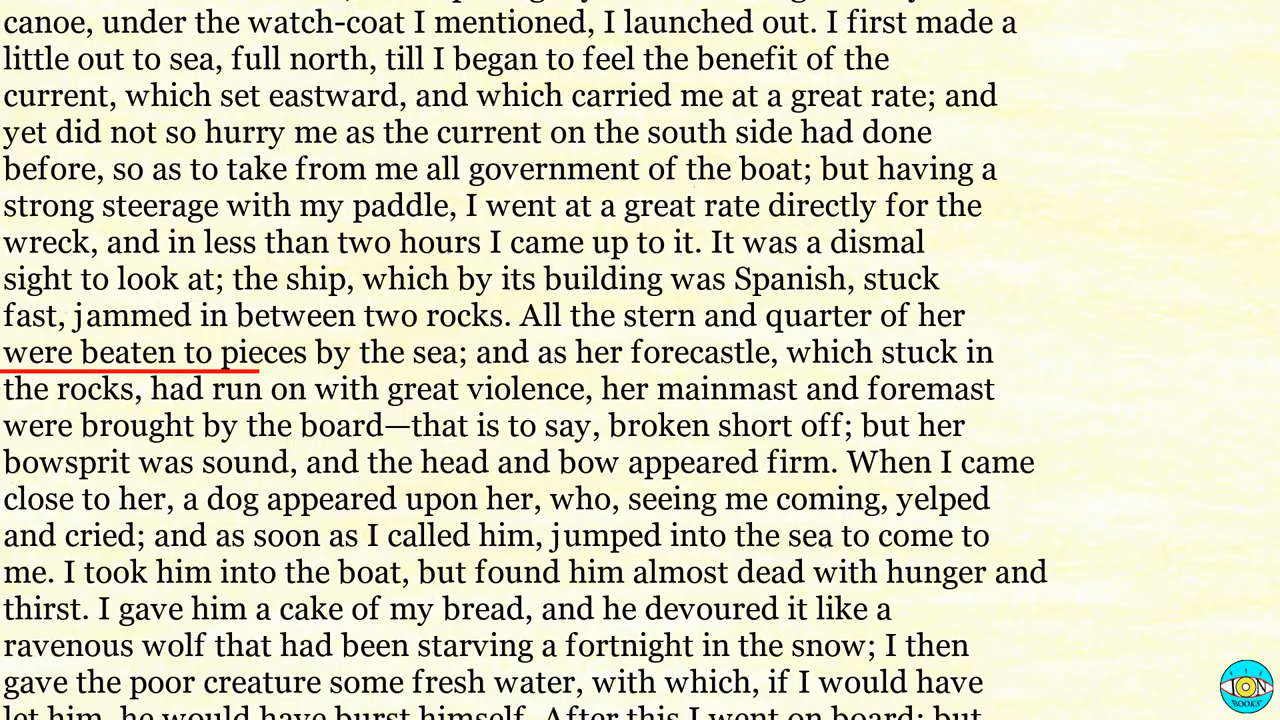 canoe, under the watch-coat I mentioned, I launched out. I first made a
little out to sea, full north, till I began to feel the benefit of the
current, which set eastward, and which carried me at a great rate; and
yet did not so hurry me as the current on the south side had done
before, so as to take from me all government of the boat; but having a
strong steerage with my paddle, I went at a great rate directly for the
wreck, and in less than two hours I came up to it. It was a dismal
sight to look at; the ship, which by its building was Spanish, stuck
fast, jammed in between two rocks. All the stern and quarter of her
were beaten to pieces by the sea; and as her forecastle, which stuck in
the rocks, had run on with great violence, her mainmast and foremast
were brought by the board—that is to say, broken short off; but her
bowsprit was sound, and the head and bow appeared firm. When I came
close to her, a dog appeared upon her, who, seeing me coming, yelped
and cried; and as soon as I called him, jumped into the sea to come to
me. I took him into the boat, but found him almost dead with hunger and
thirst. I gave him a cake of my bread, and he devoured it like a
ravenous wolf that had been starving a fortnight in the snow; I then
gave the poor creature some fresh water, with which, if I would have
let him, he would have burst himself. After this I went on board; but
ION
BOOKS